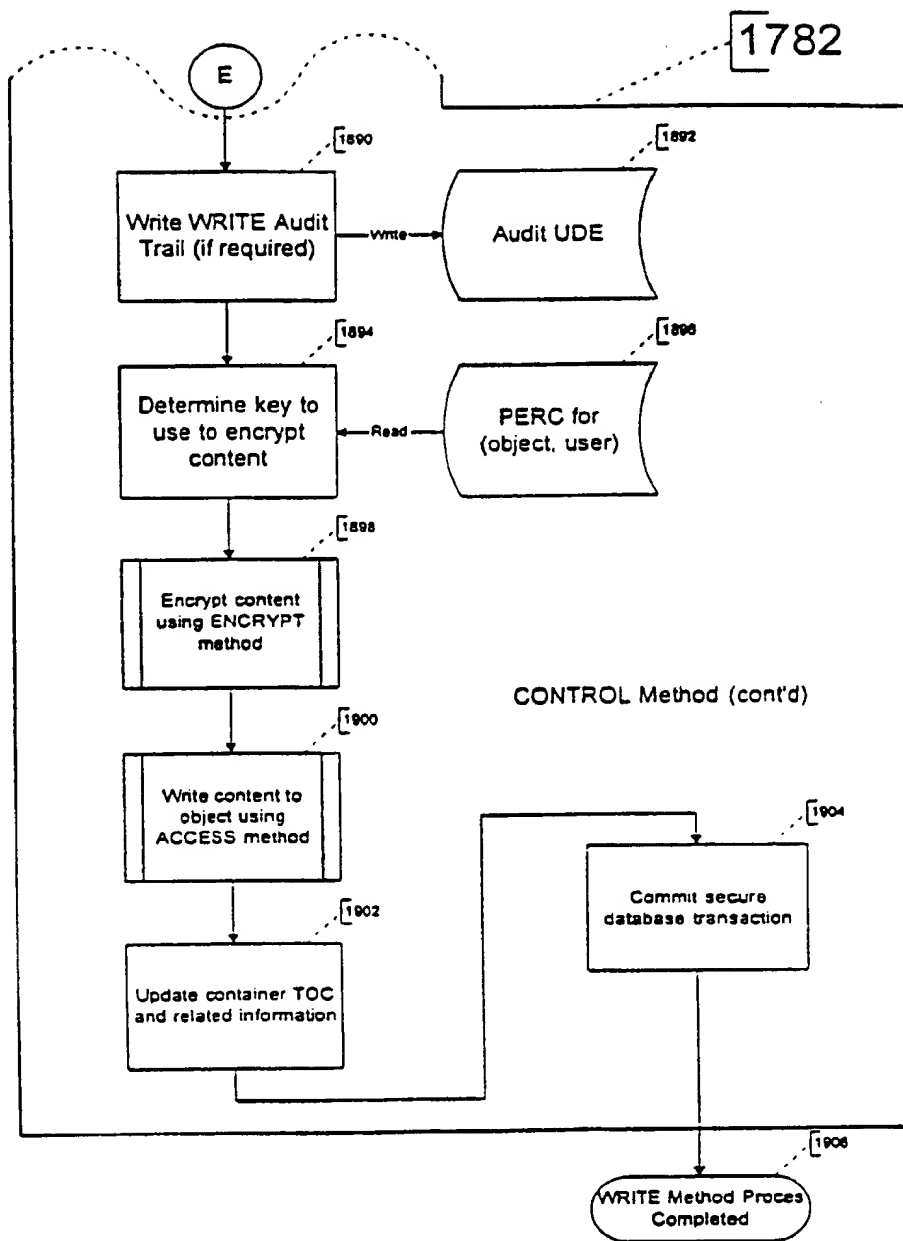 1782
E
1890
Write WRITE Audit
Trail (if required)
Write
1892
Audit UDE
1894
Determine key to
use to encrypt
content
Read
1896
PERC for
(object, user)
1898
Encrypt content
using ENCRYPT
method
CONTROL Method (cont'd)
1900
Write content to
object using
ACCESS method
1902
Update container TOC
and related information
1904
Commit secure
database transaction
1906
WRITE Method Proces
Completed